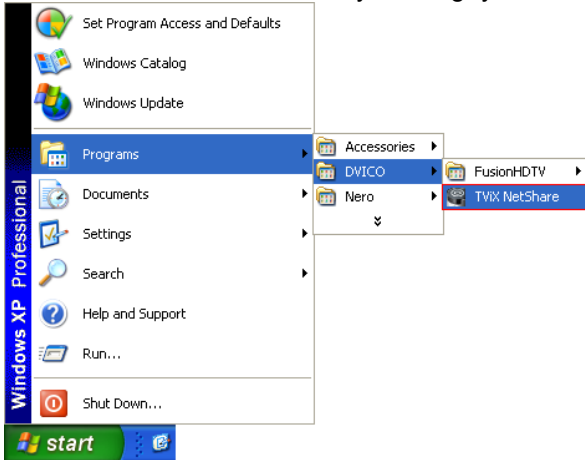 Set Program Access and Defaults
Windows Catalog
Windows Update
Programs
Documents
Settings
Search
Help and Support
Run...
Shut Down...
Accessories
DVICO
Nero
FusionHDTV
TViX NetShare
Windows XP Professional
start